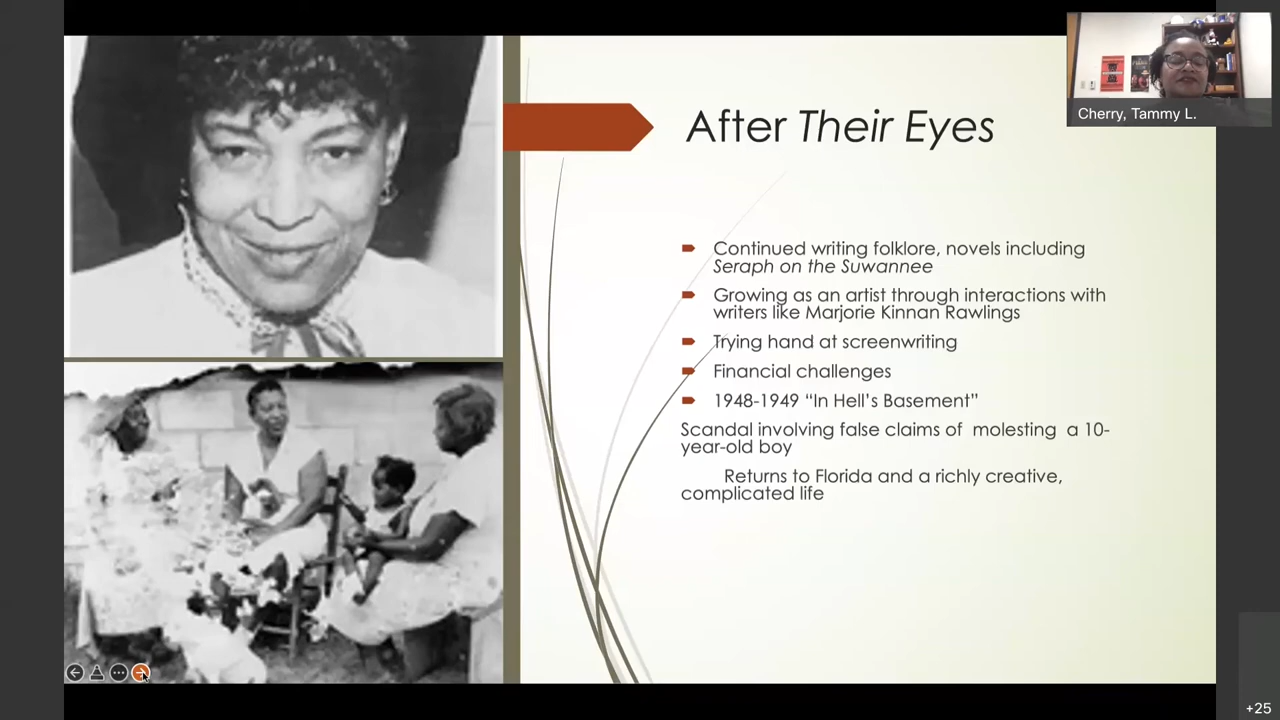 Cherry, Tammy L.
After Their Eyes
Continued writing folklore, novels including
Seraph on the Suwannee
Growing as an artist through interactions with
writers like Marjorie Kinnan Rawlings
Trying hand at screenwriting
Financial challenges
1948-1949 “In Hell’s Basement”
Scandal involving false claims of  molesting  a 10-
year-old boy
Returns to Florida and a richly creative,
complicated life
+25